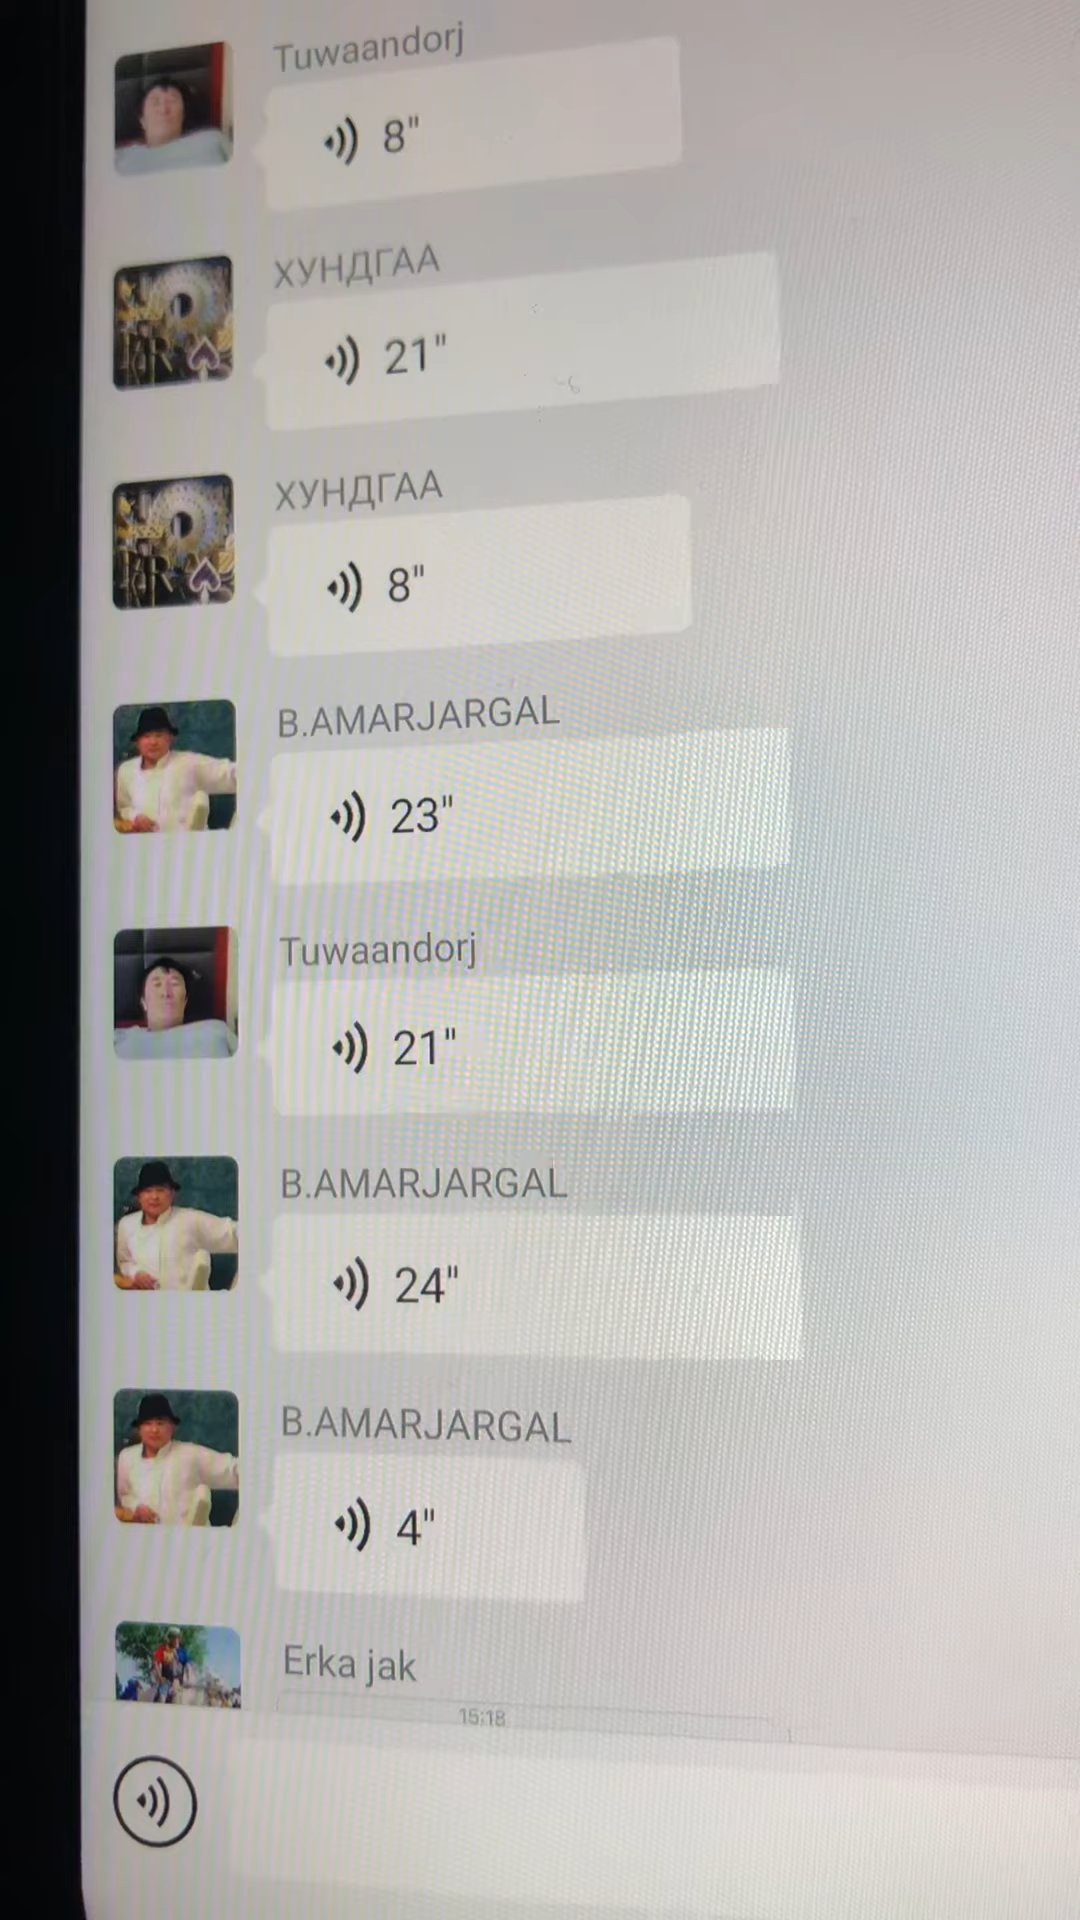 Tuwaandorj
8"
ХУНДГАА
21"
ХУНДГАА
8"
B.AMARJARGAL
23"
Tuwaandorj
21"
B.AMARJARGAL
24"
B.AMARJARGAL
4"
Erka jak
15:18